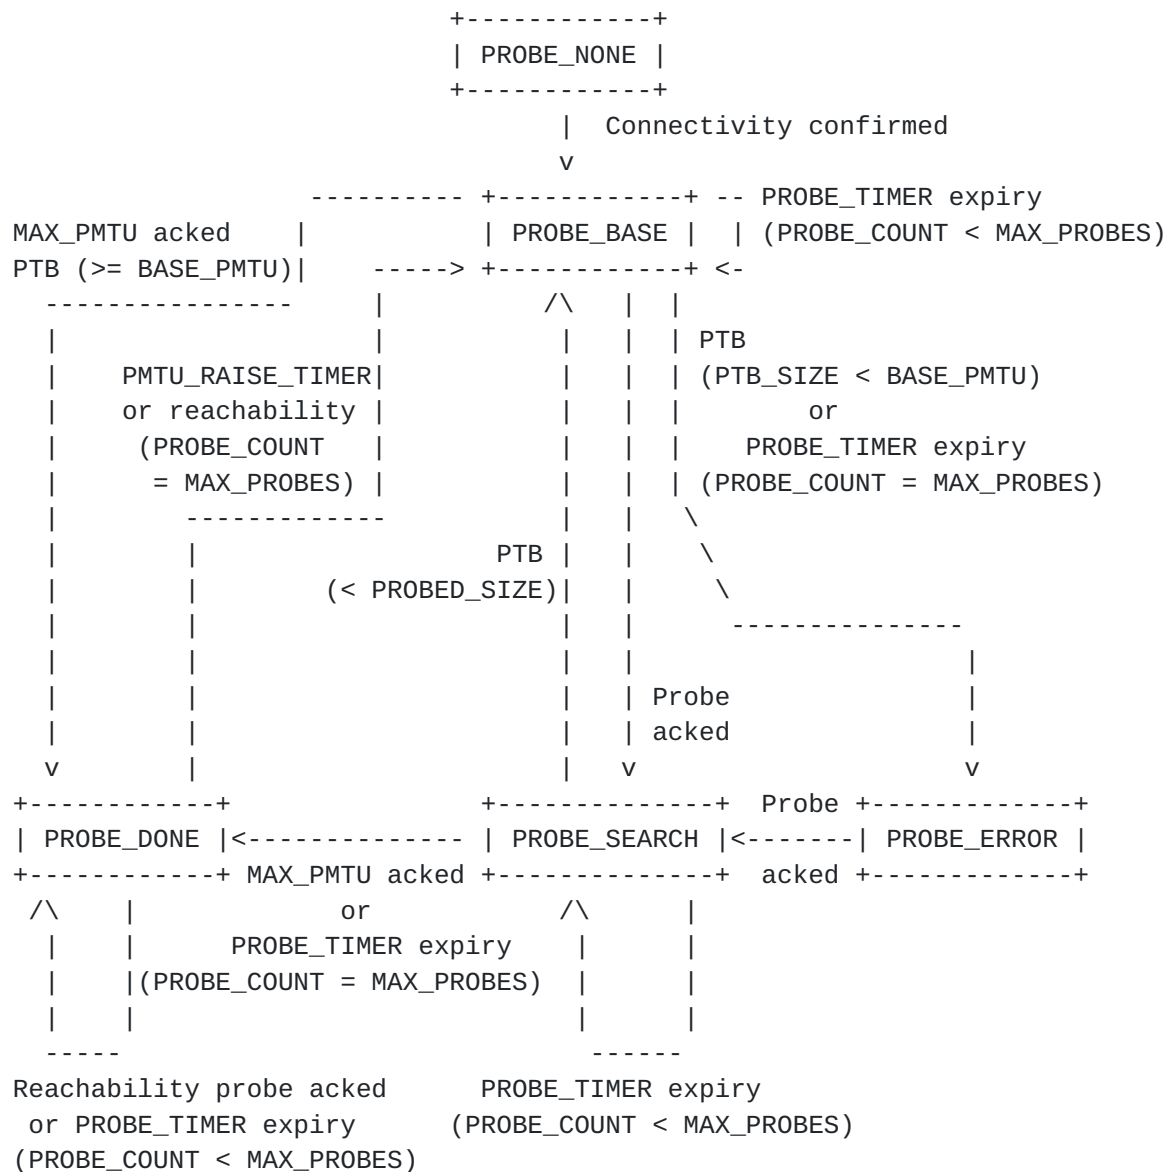 +------------+
| PROBE_NONE |
+------------+
| Connectivity confirmed
v
---------- +------------+ -- PROBE_TIMER expiry
MAX_PMTU acked | | PROBE_BASE | | (PROBE_COUNT < MAX_PROBES)
PTB (>= BASE_PMTU)| -----> +------------+ <-
---------------- | /\ | |
| | | | | PTB
| PMTU_RAISE_TIMER| | | | (PTB_SIZE < BASE_PMTU)
| or reachability | | | | or
| (PROBE_COUNT | | | | PROBE_TIMER expiry
| = MAX_PROBES) | | | | (PROBE_COUNT = MAX_PROBES)
| ------------- | | \
| | PTB | | \
| | (< PROBED_SIZE)| | \
| | | | ---------------
| | | | |
| | | | Probe |
| | | | acked |
v | | v v
+------------+ +--------------+ Probe +-------------+
| PROBE_DONE |<-------------- | PROBE_SEARCH |<-------| PROBE_ERROR |
+------------+ MAX_PMTU acked +--------------+ acked +-------------+
/\ | or /\ |
| | PROBE_TIMER expiry | |
| |(PROBE_COUNT = MAX_PROBES) | |
| | | |
----- ------
Reachability probe acked PROBE_TIMER expiry
or PROBE_TIMER expiry (PROBE_COUNT < MAX_PROBES)
(PROBE_COUNT < MAX_PROBES)